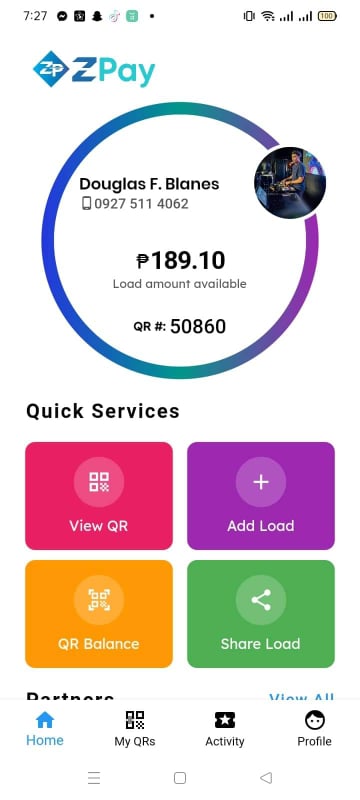 7:27
100
ZP ZPay
Douglas F. Blanes
0927 511 4062
₱189.10
Load amount available
QR #: 50860
Quick Services
View QR
Add Load
QR Balance
Share Load
Partners View All
Home
My QRs
Activity
Profile